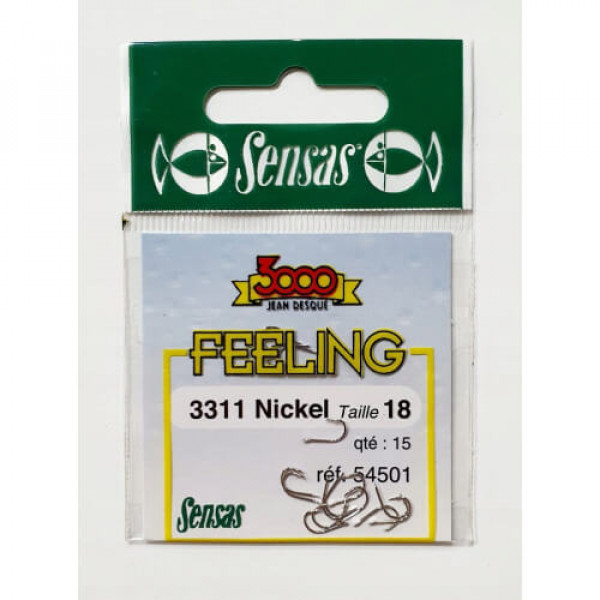 Sensas
3000
JEAN DESQUE
FEELING
3311 Nickel Taille 18
qté : 15
réf. 54501
Sensas